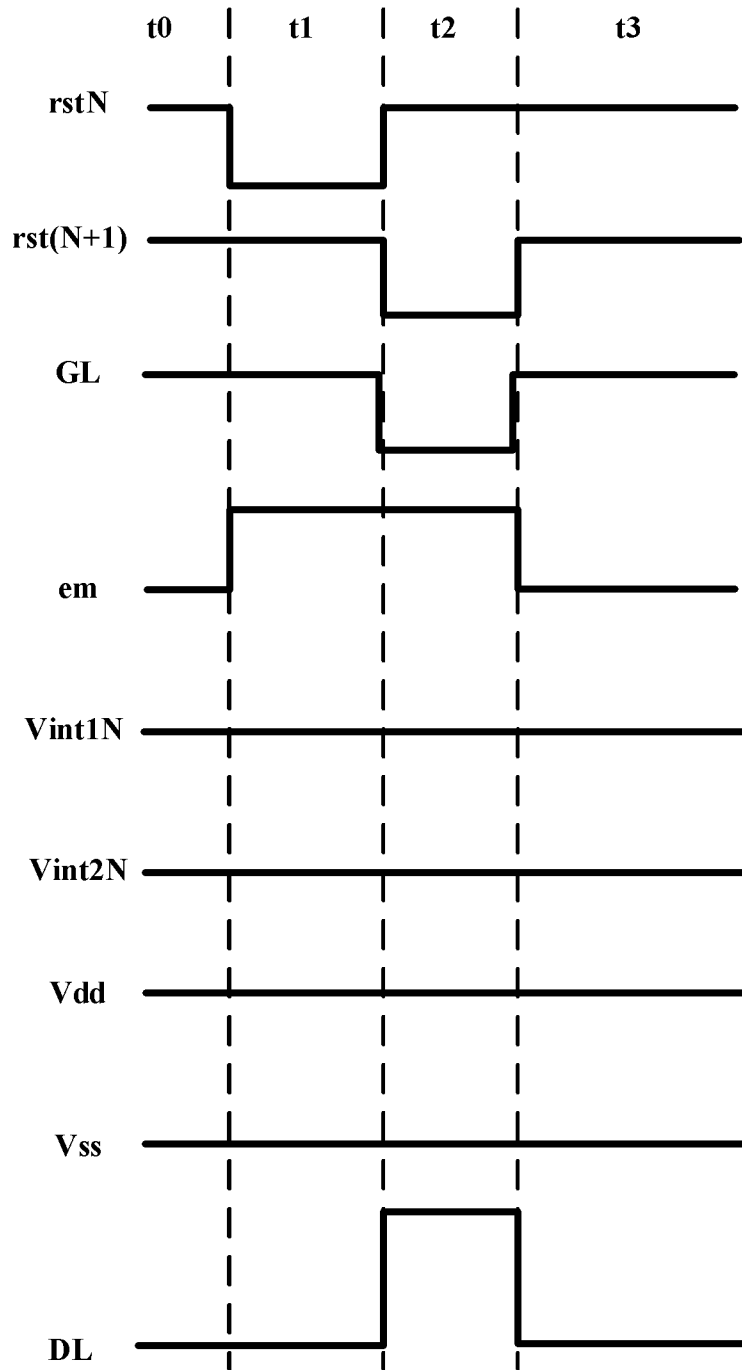 t0 t1 t2 t3
rstN
rst(N+1)
GL
em
Vint1N
Vint2N
Vdd
Vss
DL